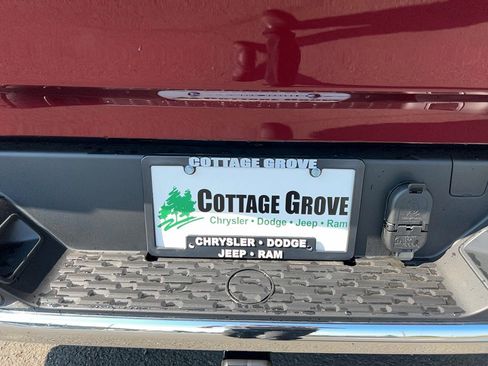 COTTAGE GROVE
COTTAGE GROVE
Chrysler • Dodge • Jeep • Ram
CHRYSLER • DODGE
JEEP • RAM